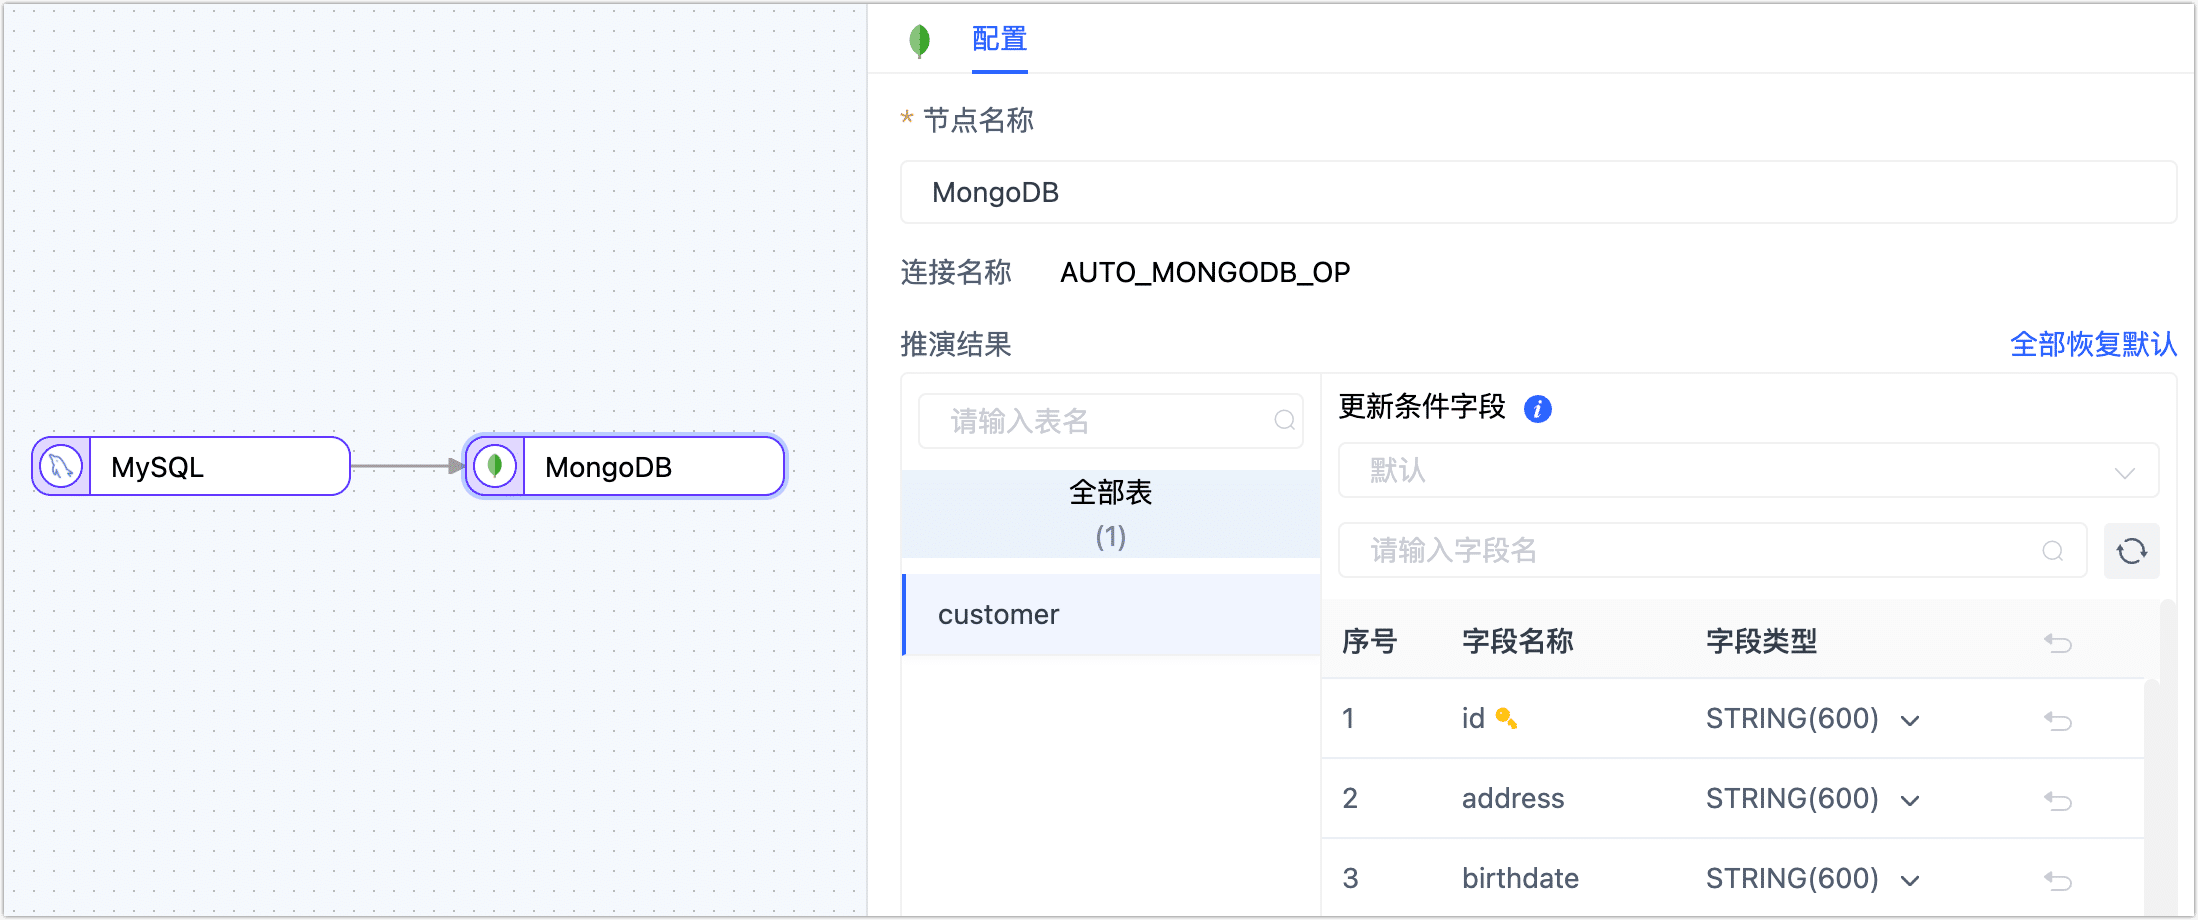 MySQL
MongoDB
配置
* 节点名称
MongoDB
连接名称 AUTO_MONGODB_OP
推演结果 全部恢复默认
请输入表名
全部表
(1)
customer
更新条件字段
默认
请输入字段名
序号 字段名称 字段类型
1 id STRING(600)
2 address STRING(600)
3 birthdate STRING(600)